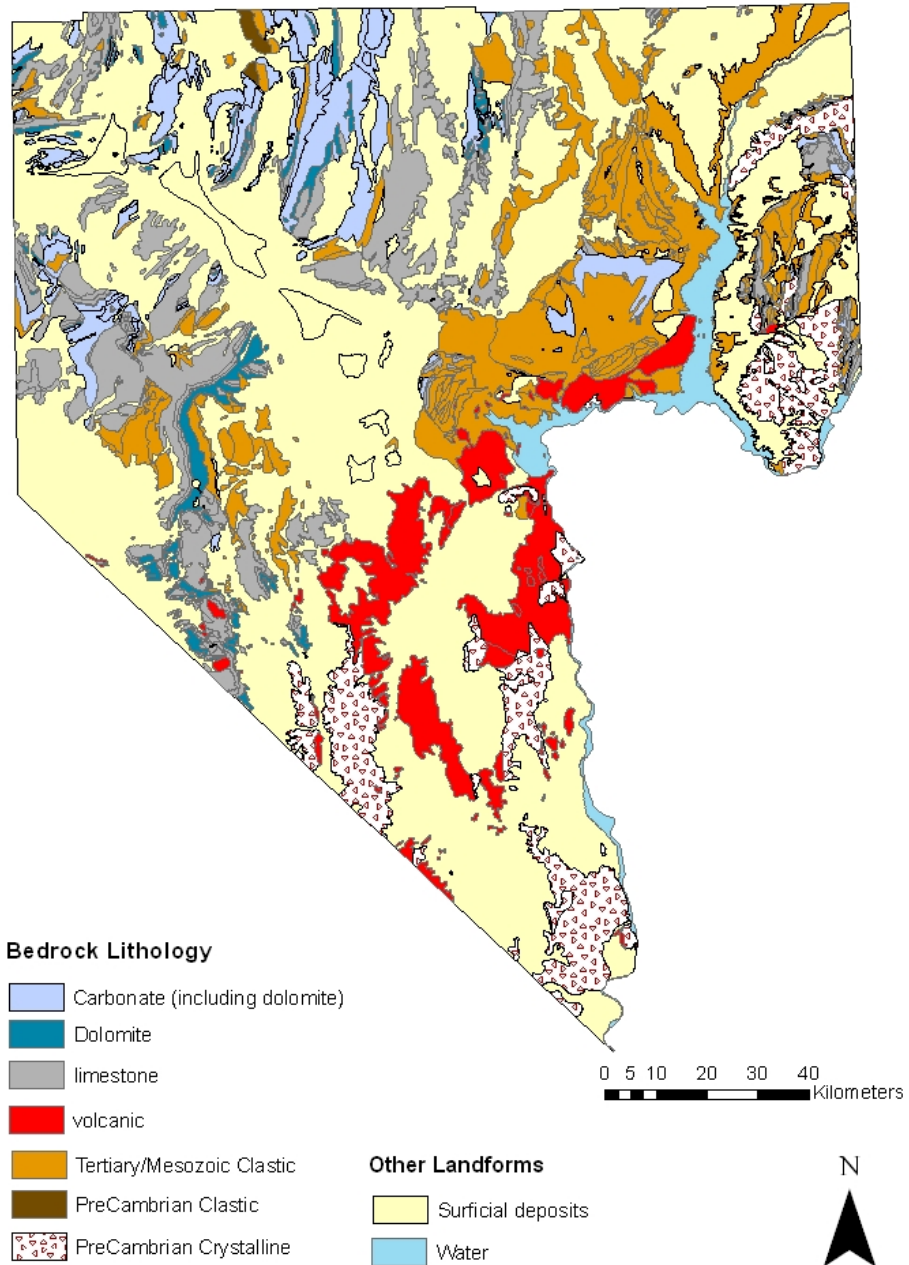 Bedrock Lithology
Carbonate (including dolomite)
Dolomite
limestone
volcanic
Tertiary/Mesozoic Clastic
PreCambrian Clastic
PreCambrian Crystalline
Other Landforms
Surficial deposits
Water
0 5 10 20 30 40
Kilometers
N